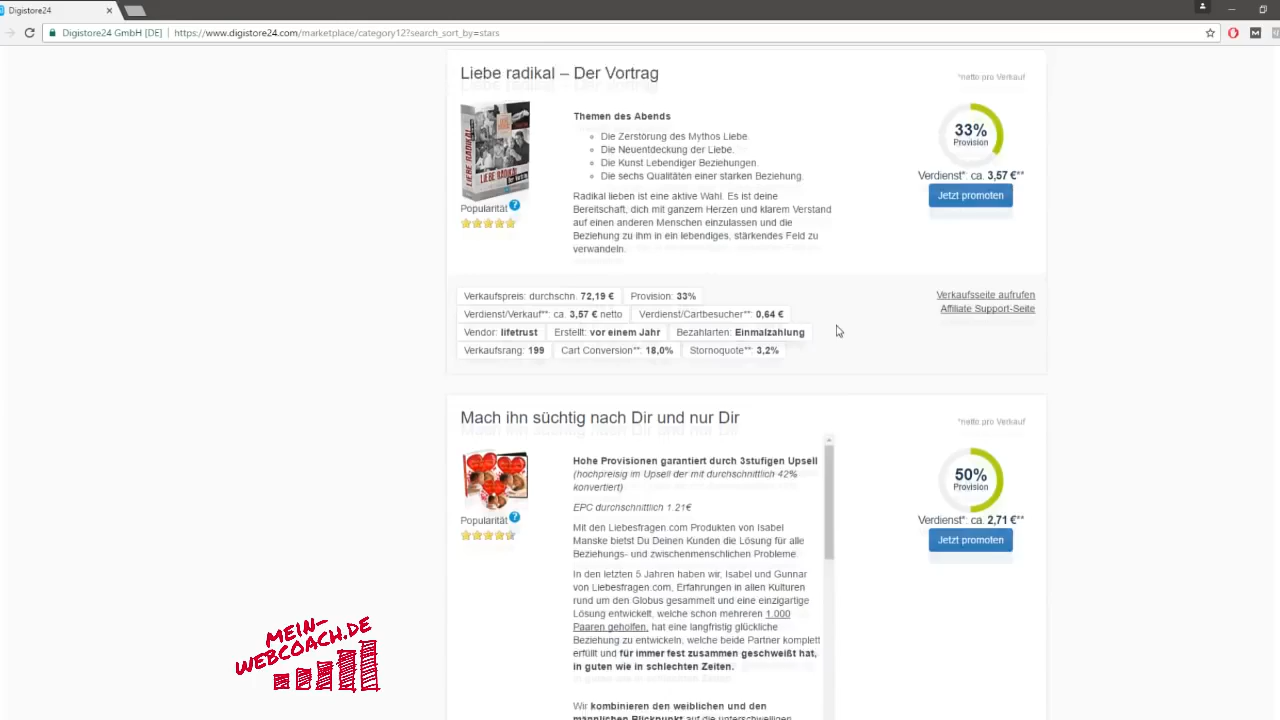 Digistore24
Digistore24 GmbH [DE]
https://www.digistore24.com/marketplace/category12?search_sort_by=stars
Liebe radikal – Der Vortrag
*netto pro Verkauf
Themen des Abends
Die Zerstörung des Mythos Liebe.
Die Neuentdeckung der Liebe.
Die Kunst Lebendiger Beziehungen.
Die sechs Qualitäten einer starken Beziehung.
Radikal lieben ist eine aktive Wahl. Es ist deine
Bereitschaft, dich mit ganzem Herzen und klarem Verstand
auf einen anderen Menschen einzulassen und die
Beziehung zu ihm in ein lebendiges, stärkendes Feld zu
verwandeln.
LIEBE RADIKAL
Der Vortrag
Popularität ?
33%
Provision
Verdienst*: ca. 3,57 €**
Jetzt promoten
Verkaufspreis: durchschn. 72,19 € Provision: 33%
Verdienst/Verkauf**: ca. 3,57 € netto Verdienst/Cartbesucher**: 0,64 €
Vendor: lifetrust Erstellt: vor einem Jahr Bezahlarten: Einmalzahlung
Verkaufsrang: 199 Cart Conversion**: 18,0% Stornoquote**: 3,2%
Verkaufsseite aufrufen
Affiliate Support-Seite
Mach ihn süchtig nach Dir und nur Dir
*netto pro Verkauf
Popularität ?
Hohe Provisionen garantiert durch 3stufigen Upsell
(hochpreisig im Upsell der mit durchschnittlich 42%
konvertiert)
EPC durchschnittlich 1.21€
Mit den Liebesfragen.com Produkten von Isabel
Manske bietst Du Deinen Kunden die Lösung für alle
Beziehungs- und zwischenmenschlichen Probleme.
In den letzten 5 Jahren haben wir, Isabel und Gunnar
von Liebesfragen.com, Erfahrungen in allen Kulturen
rund um den Globus gesammelt und eine einzigartige
Lösung entwickelt, welche schon mehreren 1.000
Paaren geholfen, hat eine langfristig glückliche
Beziehung zu entwickeln, welche beide Partner komplett
erfüllt und für immer fest zusammen geschweißt hat,
in guten wie in schlechten Zeiten.
Wir kombinieren den weiblichen und den
männlichen Blickpunkt auf die unterschwelligen
50%
Provision
Verdienst*: ca. 2,71 €**
Jetzt promoten
MEIN-
WEBCOACH.DE